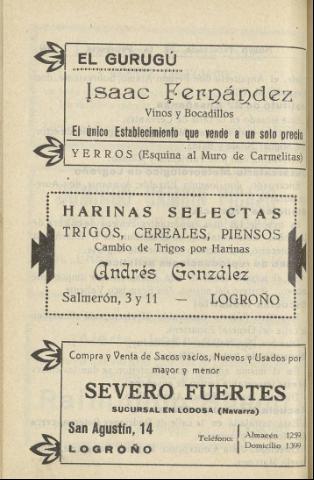 EL GURUGÚ
Isaac Fernández
Vinos y Bocadillos
El único Establecimiento que vende a un solo precio
YERROS (Esquina al Muro de Carmelitas)
HARINAS SELECTAS
TRIGOS, CEREALES, PIENSOS
Cambio de Trigos por Harinas
Andrés González
Salmerón, 3 y 11 — LOGROÑO
Compra y Venta de Sacos vacíos, Nuevos y Usados por
mayor y menor
SEVERO FUERTES
SUCURSAL EN LODOSA (Navarra)
San Agustín, 14
LOGROÑO
Teléfono: Almacén 1259
Domicilio 1399